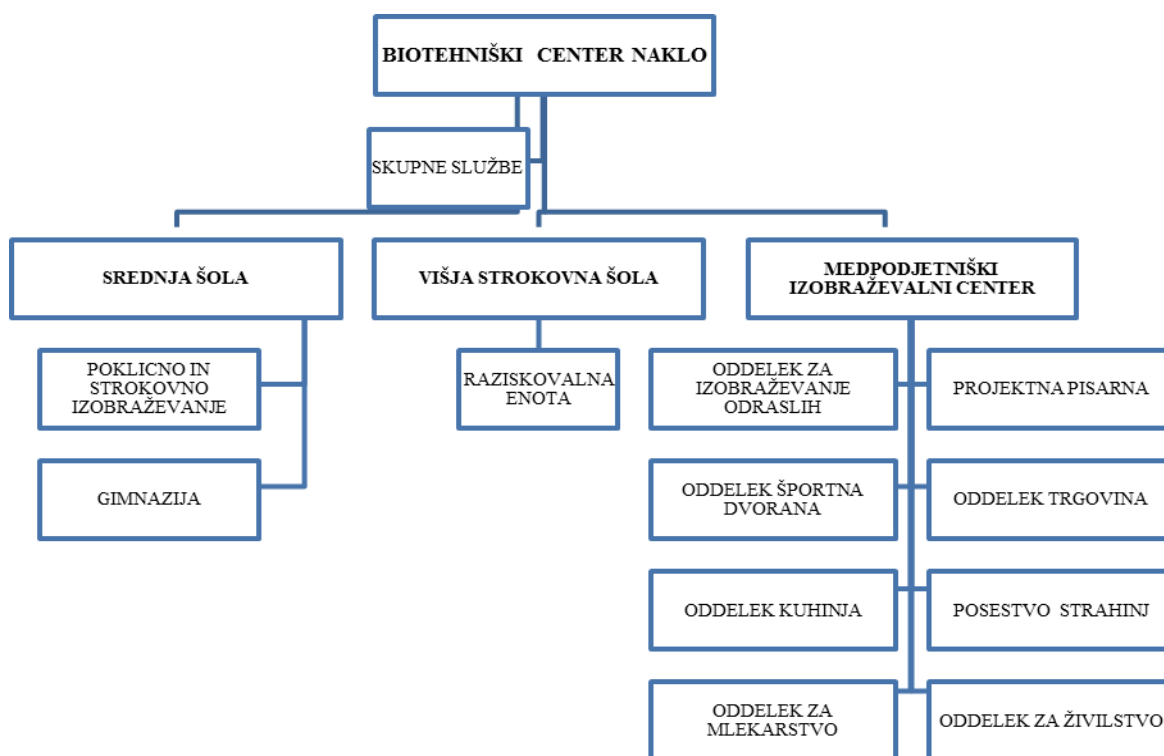 BIOTEHNIŠKI CENTER NAKLO
SKUPNE SLUŽBE
SREDNJA ŠOLA
VIŠJA STROKOVNA ŠOLA
MEDPODJETNIŠKI
IZOBRAŽEVALNI CENTER
POKLICNO IN
STROKOVNO
IZOBRAŽEVANJE
GIMNAZIJA
RAZISKOVALNA
ENOTA
ODDELEK ZA
IZOBRAŽEVANJE
ODRASLIH
PROJEKTNA PISARNA
ODDELEK ŠPORTNA
DVORANA
ODDELEK TRGOVINA
ODDELEK KUHINJA
POSESTVO STRAHINJ
ODDELEK ZA
MLEKARSTVO
ODDELEK ZA ŽIVILSTVO